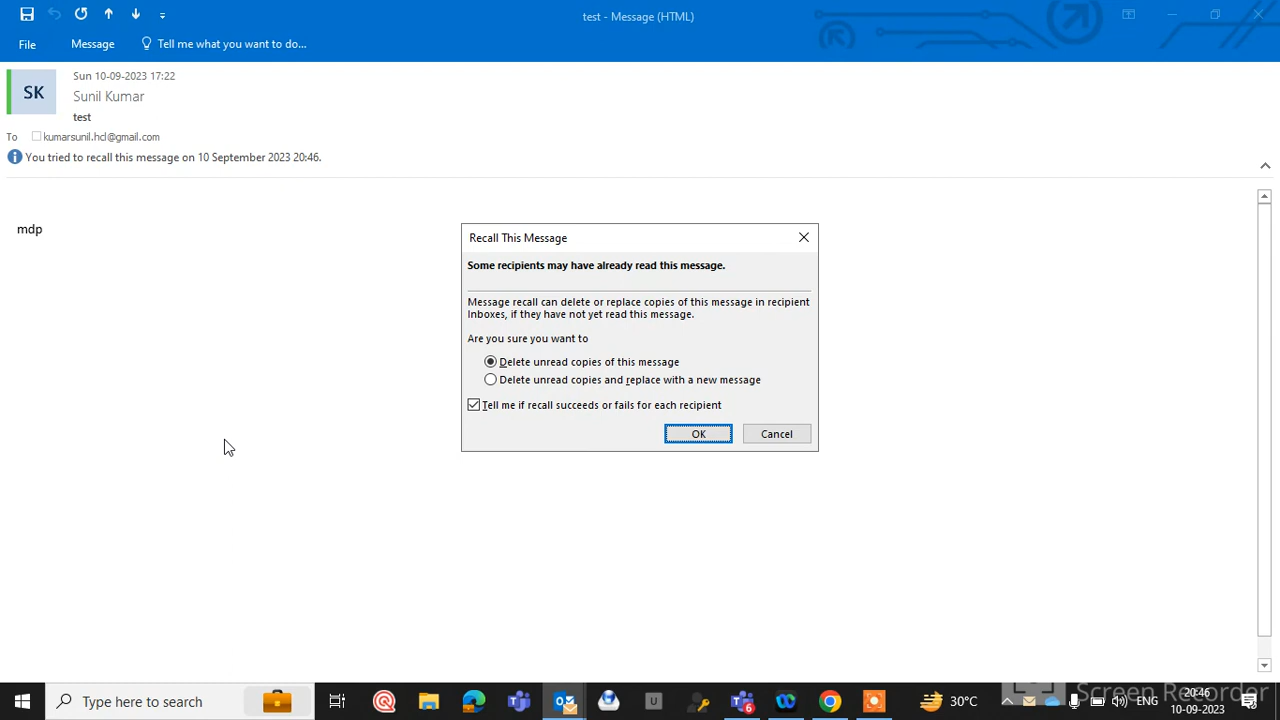 test - Message (HTML)
File Message Tell me what you want to do...
Sun 10-09-2023 17:22
SK
Sunil Kumar
test
To kumarsunil.hcl@gmail.com
You tried to recall this message on 10 September 2023 20:46.
mdp
Recall This Message
Some recipients may have already read this message.
Message recall can delete or replace copies of this message in recipient
Inboxes, if they have not yet read this message.
Are you sure you want to
Delete unread copies of this message
Delete unread copies and replace with a new message
Tell me if recall succeeds or fails for each recipient
OK Cancel
Type here to search
30°C
ENG
20:46
10-09-2023
Screen Recorder